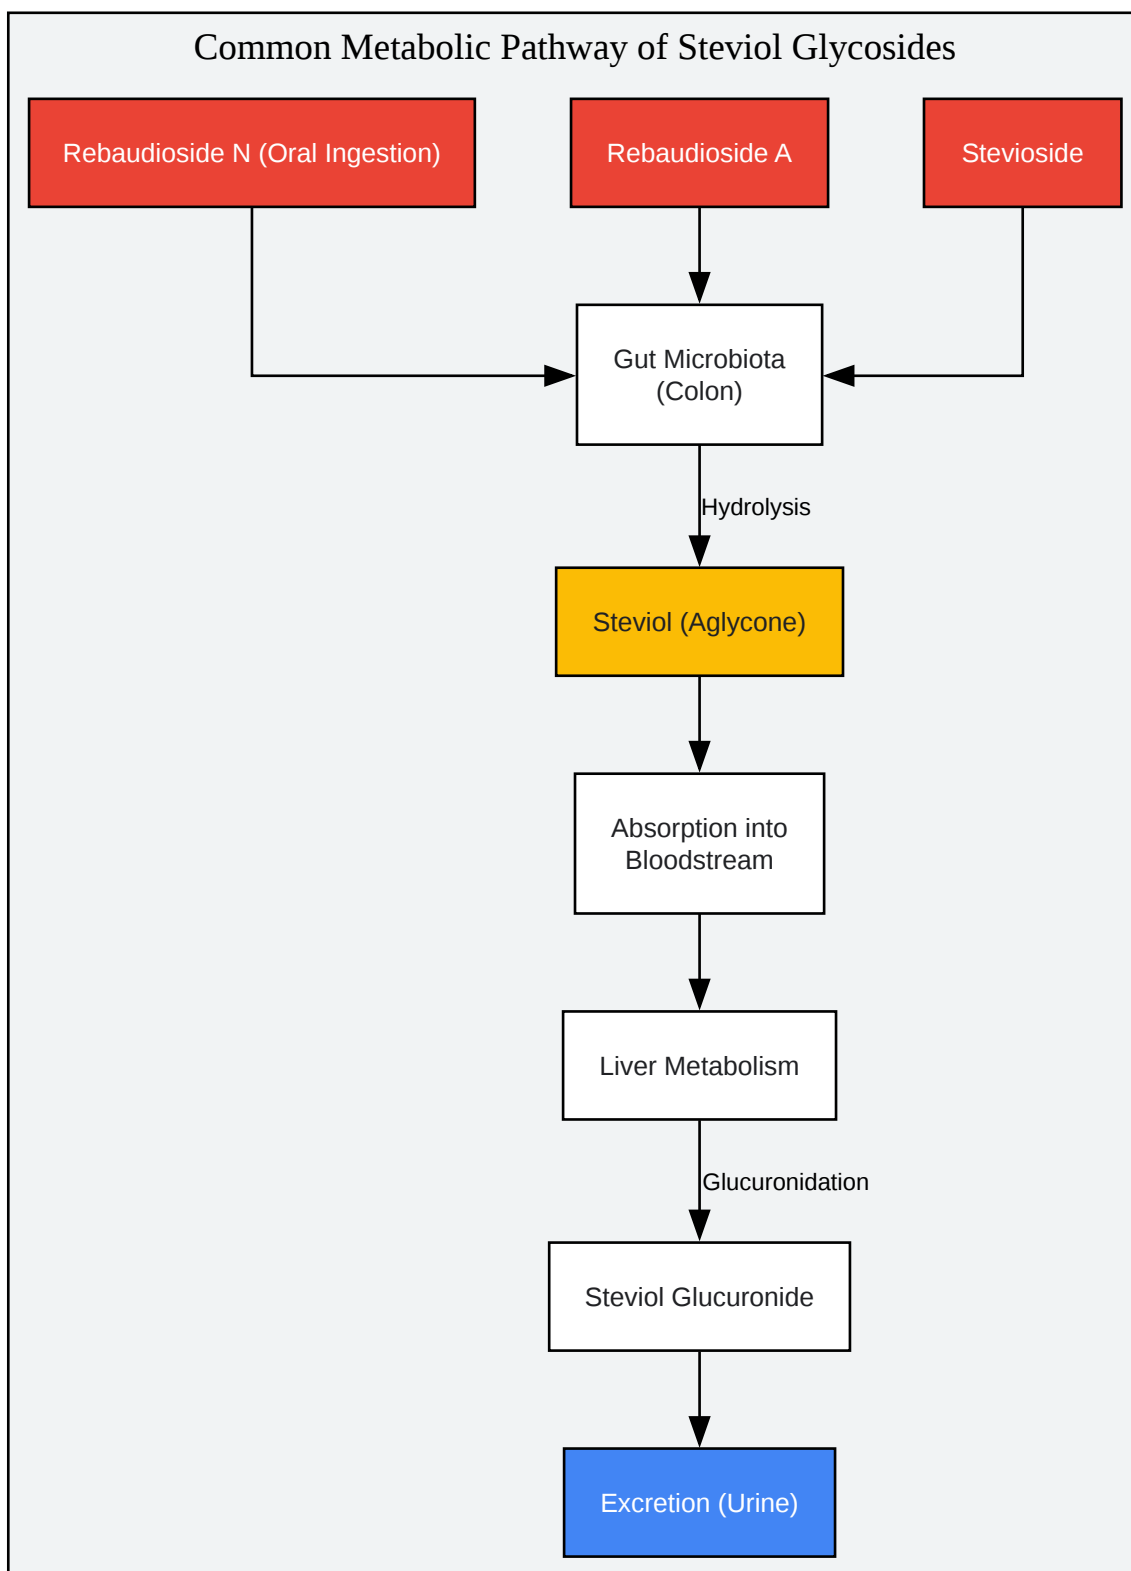 Common Metabolic Pathway of Steviol Glycosides
Rebaudioside N (Oral Ingestion)
Rebaudioside A
Stevioside
Gut Microbiota
(Colon)
Hydrolysis
Steviol (Aglycone)
Absorption into
Bloodstream
Liver Metabolism
Glucuronidation
Steviol Glucuronide
Excretion (Urine)